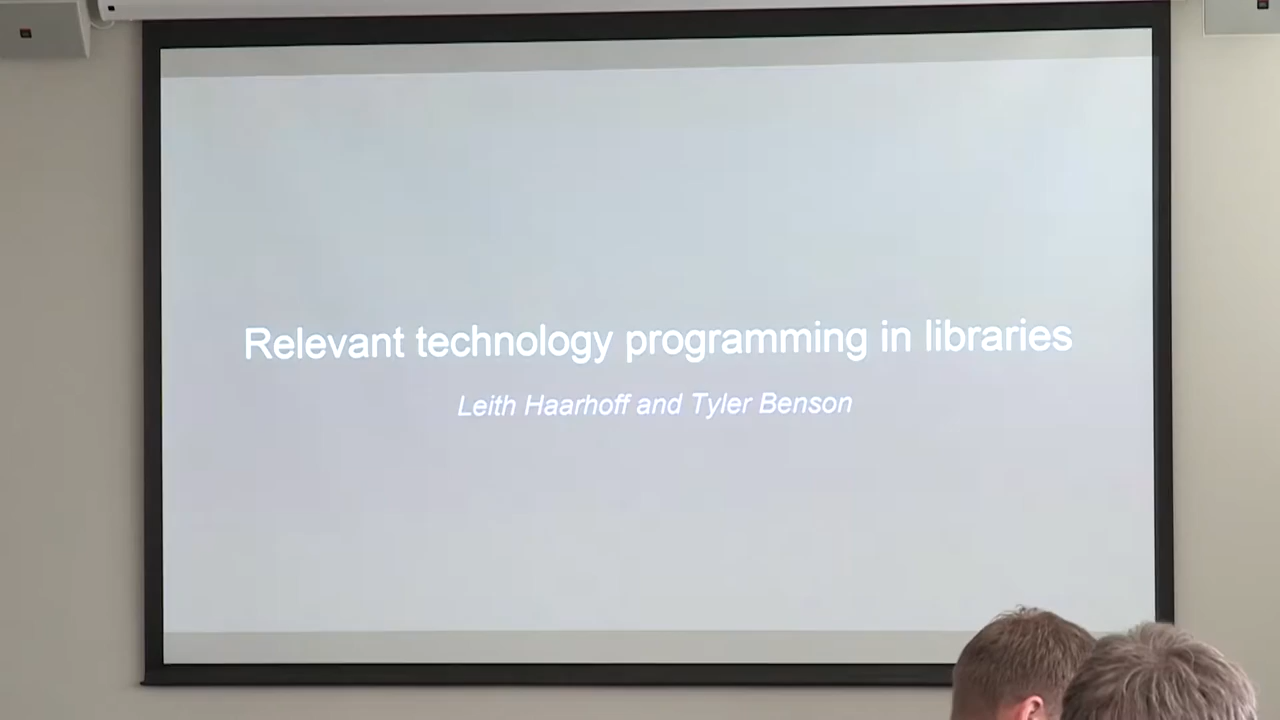 Relevant technology programming in libraries
Leith Haarhoff and Tyler Benson